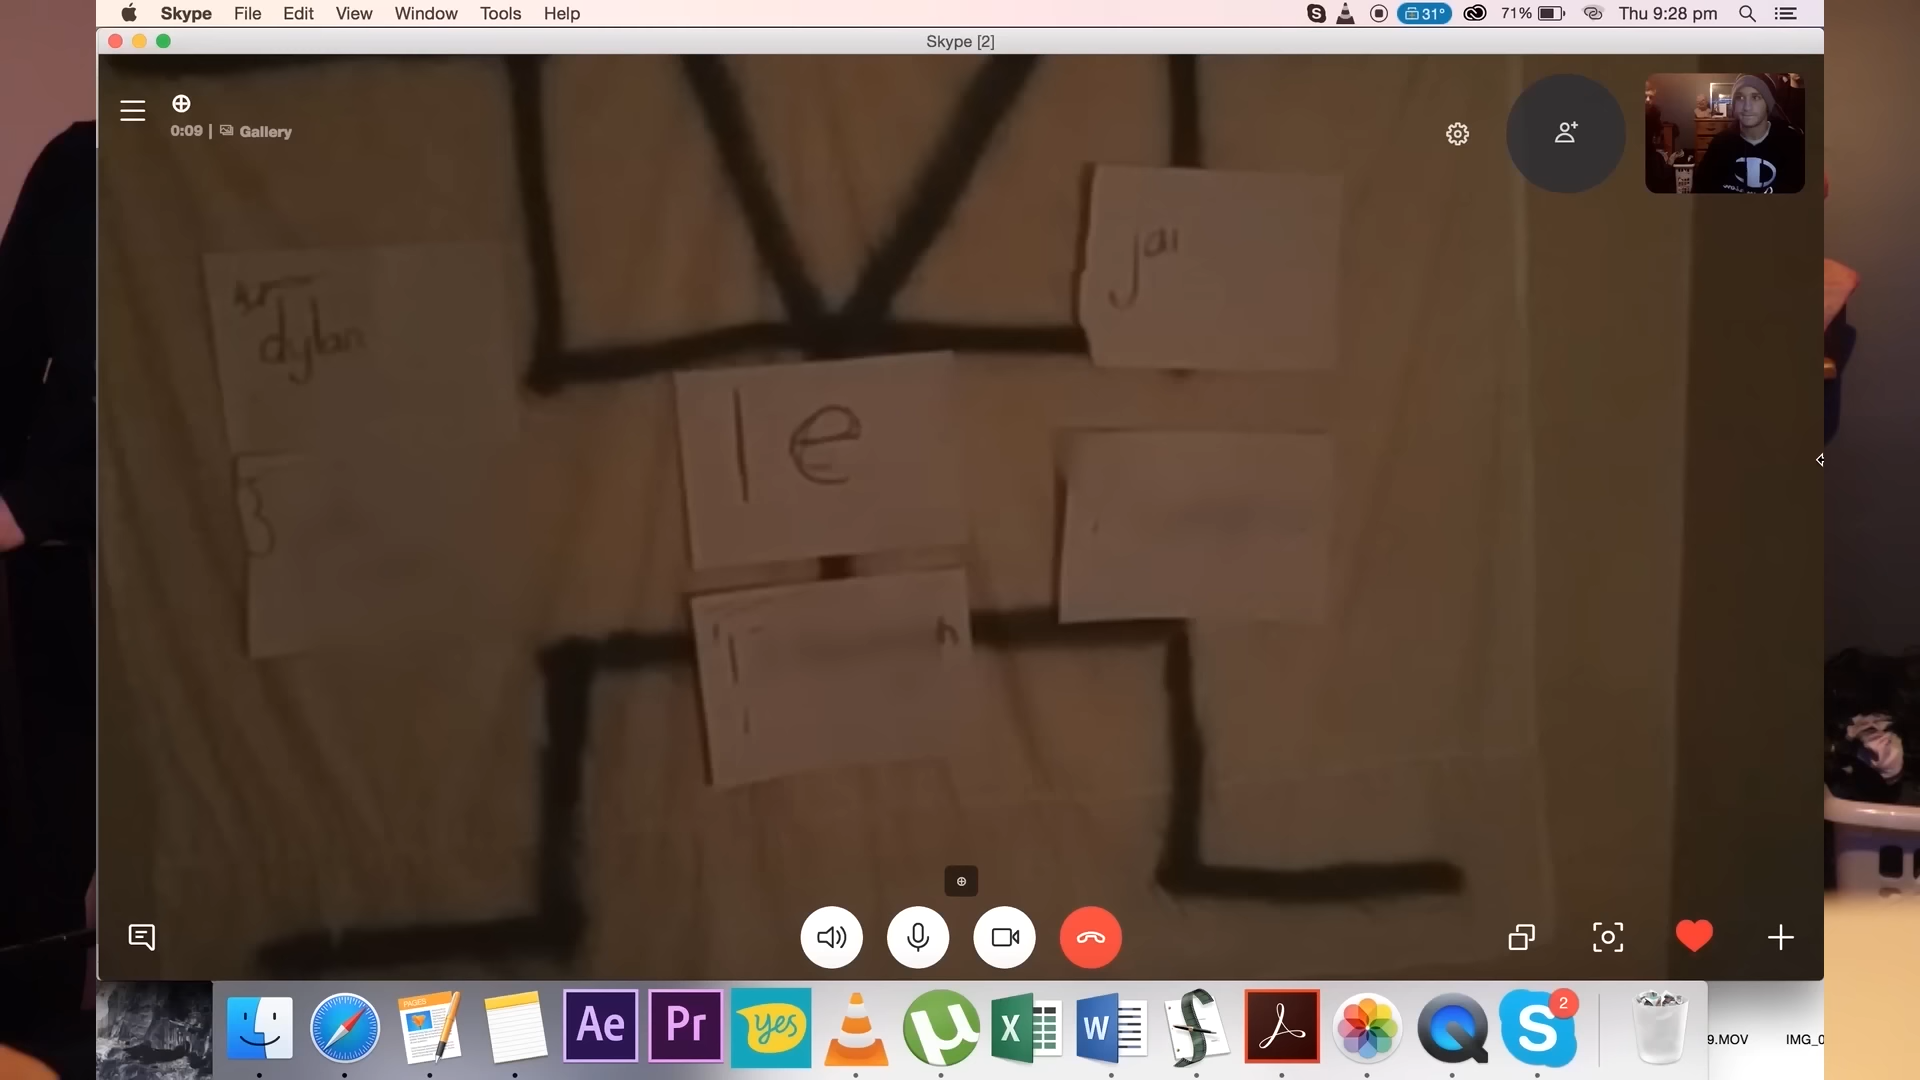 Skype File Edit View Window Tools Help
31° 71% Thu 9:28 pm
Skype [2]
0:09 | Gallery
jai
dylan
le
PAGES
Ae
Pr
yes
X
W
S
2
9.MOV
IMG_0